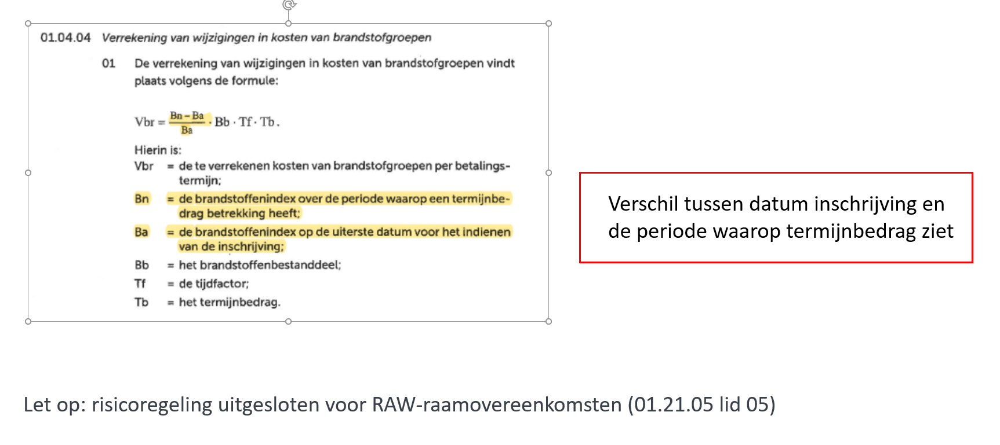 01.04.04 Verrekening van wijzigingen in kosten van brandstofgroepen
01 De verrekening van wijzigingen in kosten van brandstofgroepen vindt
plaats volgens de formule:
Vbr = (Bn – Ba) / Ba · Bb · Tf · Tb.
Hierin is:
Vbr = de te verrekenen kosten van brandstofgroepen per betalings-
termijn;
Bn = de brandstoffenindex over de periode waarop een termijnbe-
drag betrekking heeft;
Ba = de brandstoffenindex op de uiterste datum voor het indienen
van de inschrijving;
Bb = het brandstoffenbestanddeel;
Tf = de tijdfactor;
Tb = het termijnbedrag.
Verschil tussen datum inschrijving en
de periode waarop termijnbedrag ziet
Let op: risicoregeling uitgesloten voor RAW-raamovereenkomsten (01.21.05 lid 05)